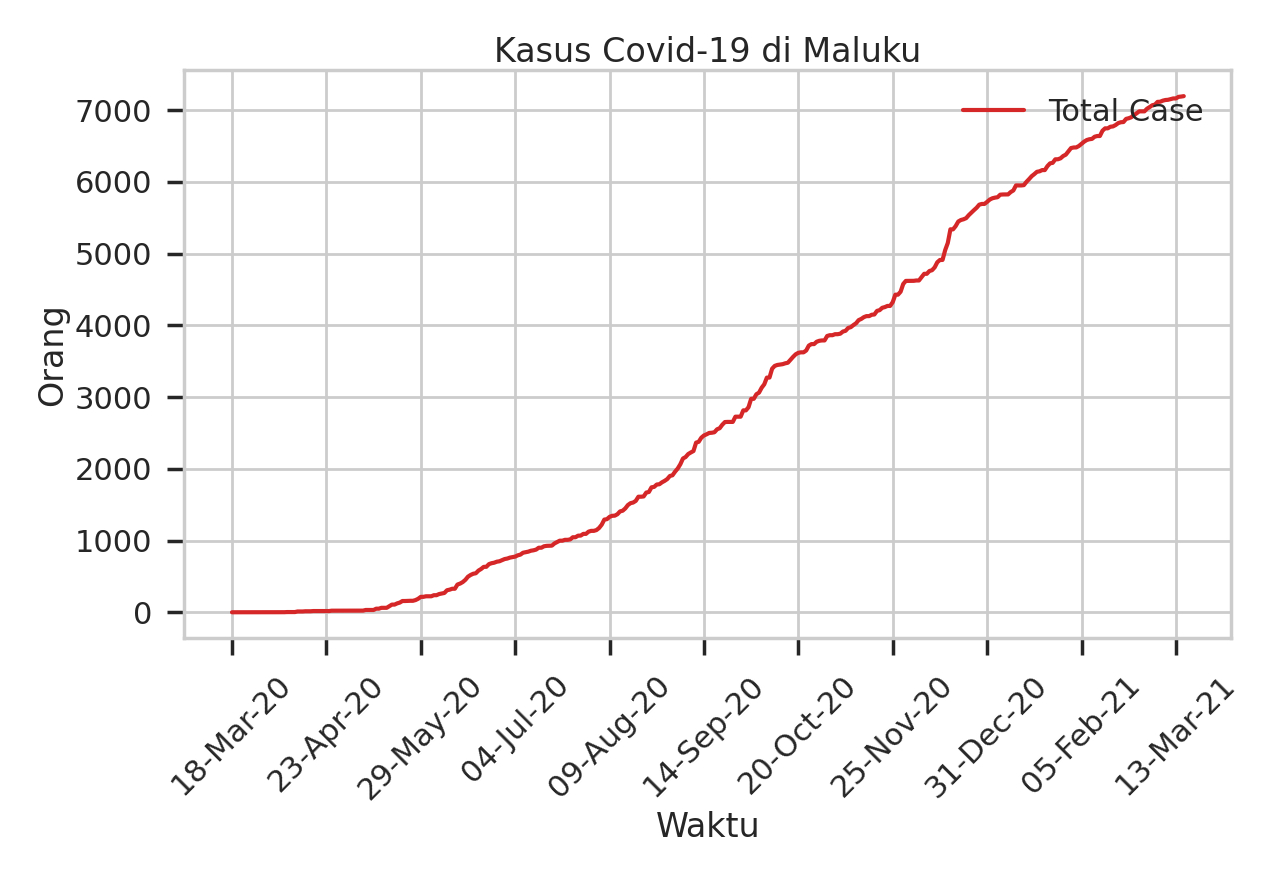 Kasus Covid-19 di Maluku
Total Case
7000
6000
5000
4000
3000
2000
1000
0
Orang
18-Mar-20
23-Apr-20
29-May-20
04-Jul-20
09-Aug-20
14-Sep-20
20-Oct-20
25-Nov-20
31-Dec-20
05-Feb-21
13-Mar-21
Waktu